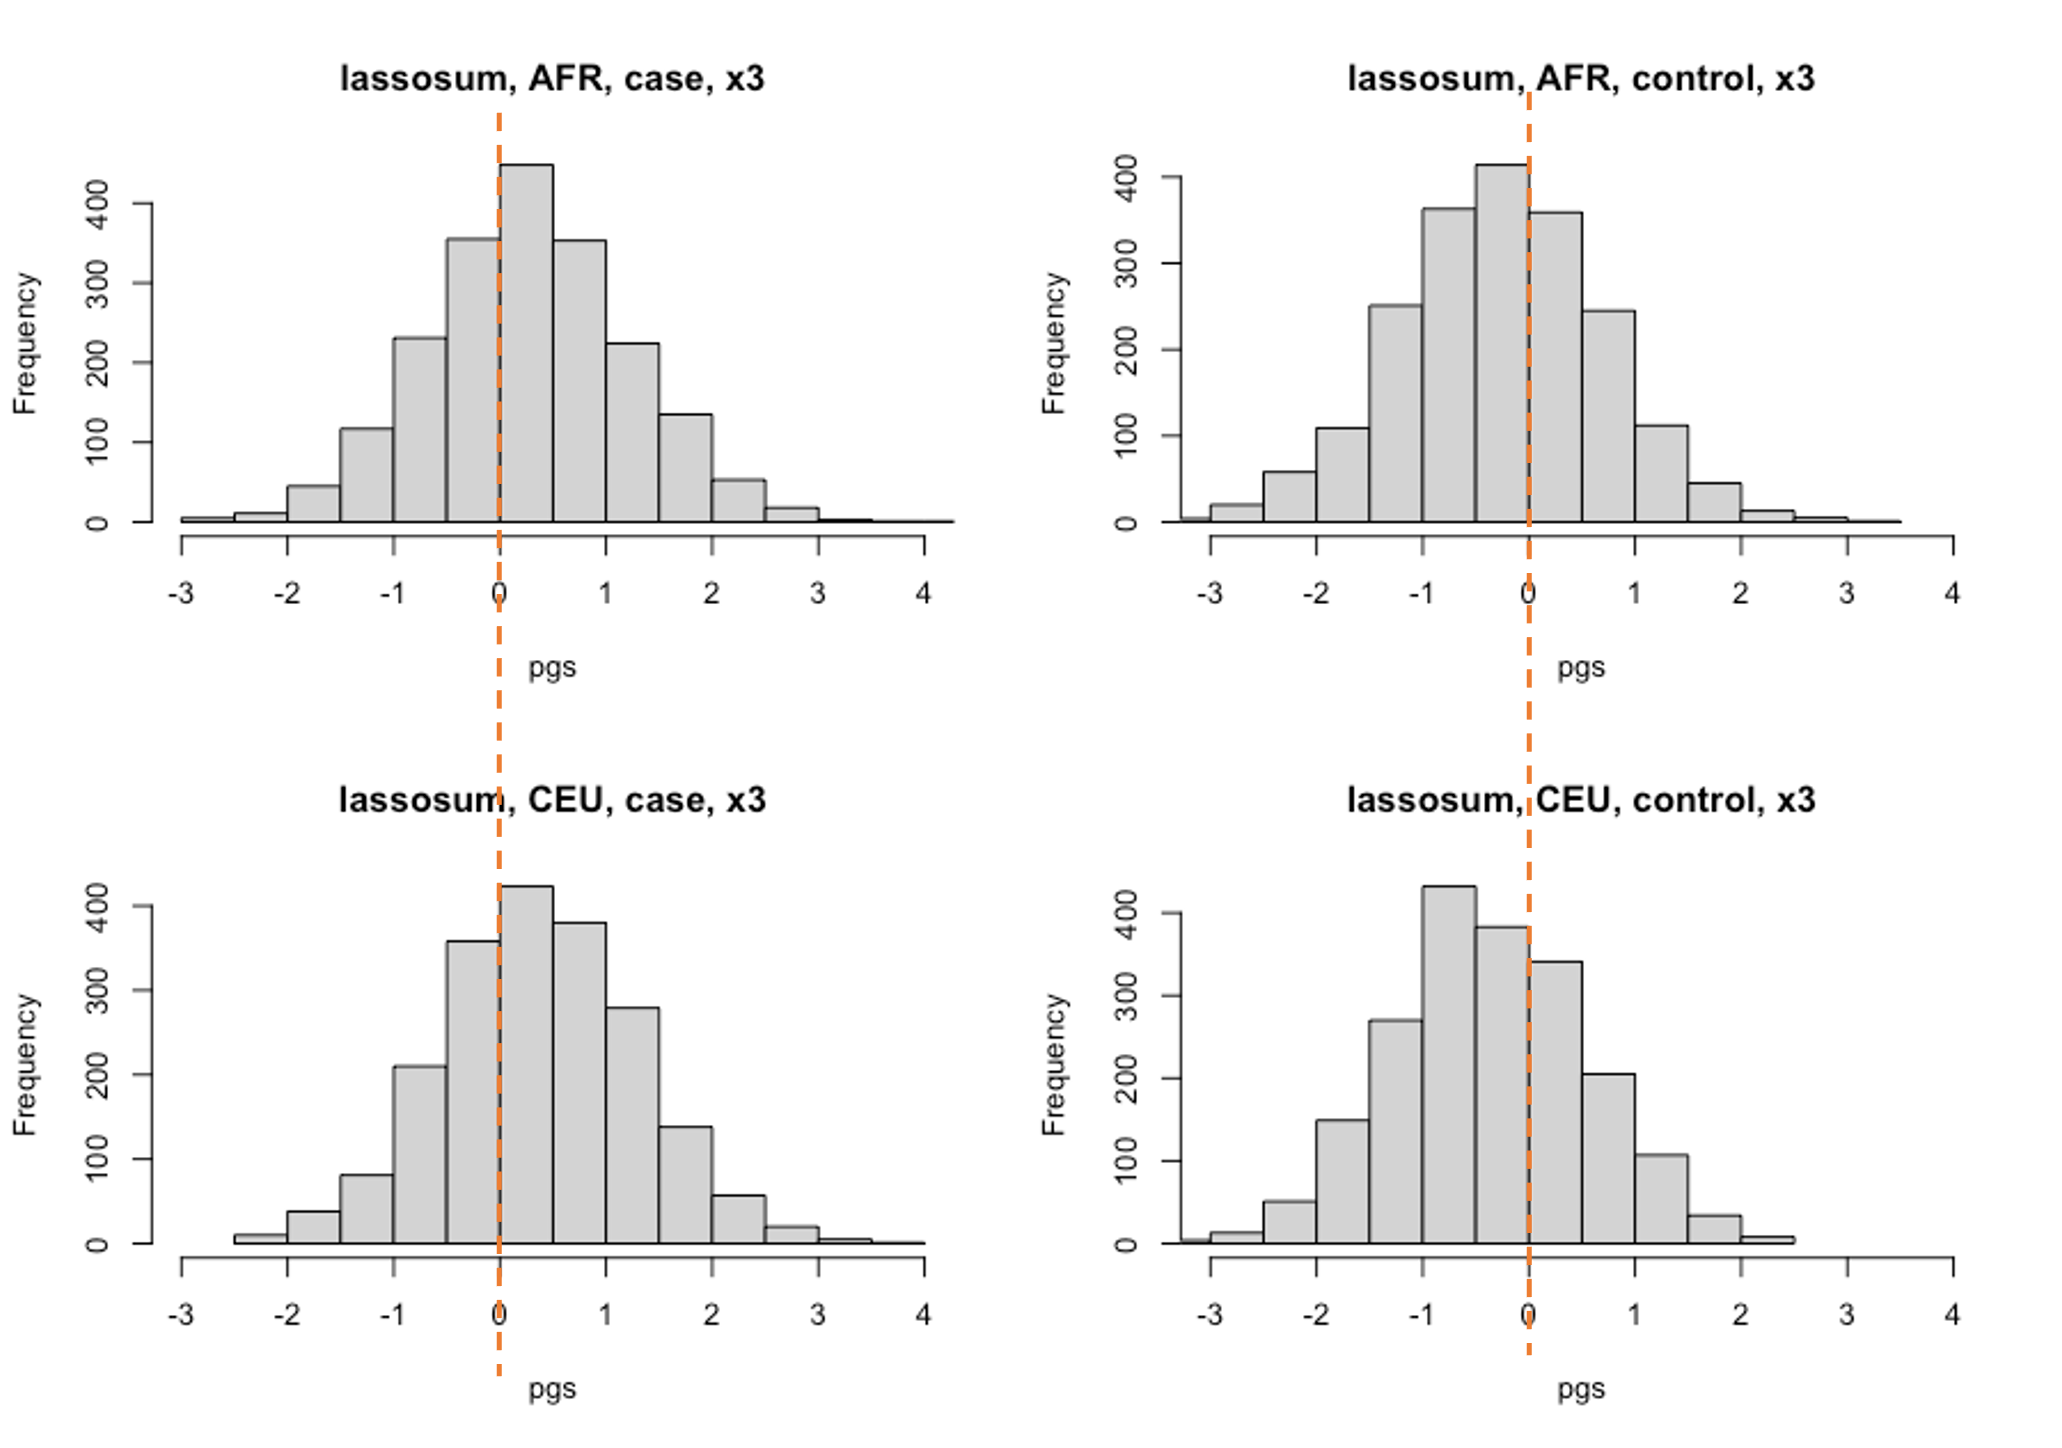 lassosum, AFR, case, x3
Frequency
400
300
200
100
0
-3 -2 -1 0 1 2 3 4
pgs
lassosum, AFR, control, x3
Frequency
400
300
200
100
0
-3 -2 -1 0 1 2 3 4
pgs
lassosum, CEU, case, x3
Frequency
400
300
200
100
0
-3 -2 -1 0 1 2 3 4
pgs
lassosum, CEU, control, x3
Frequency
400
300
200
100
0
-3 -2 -1 0 1 2 3 4
pgs